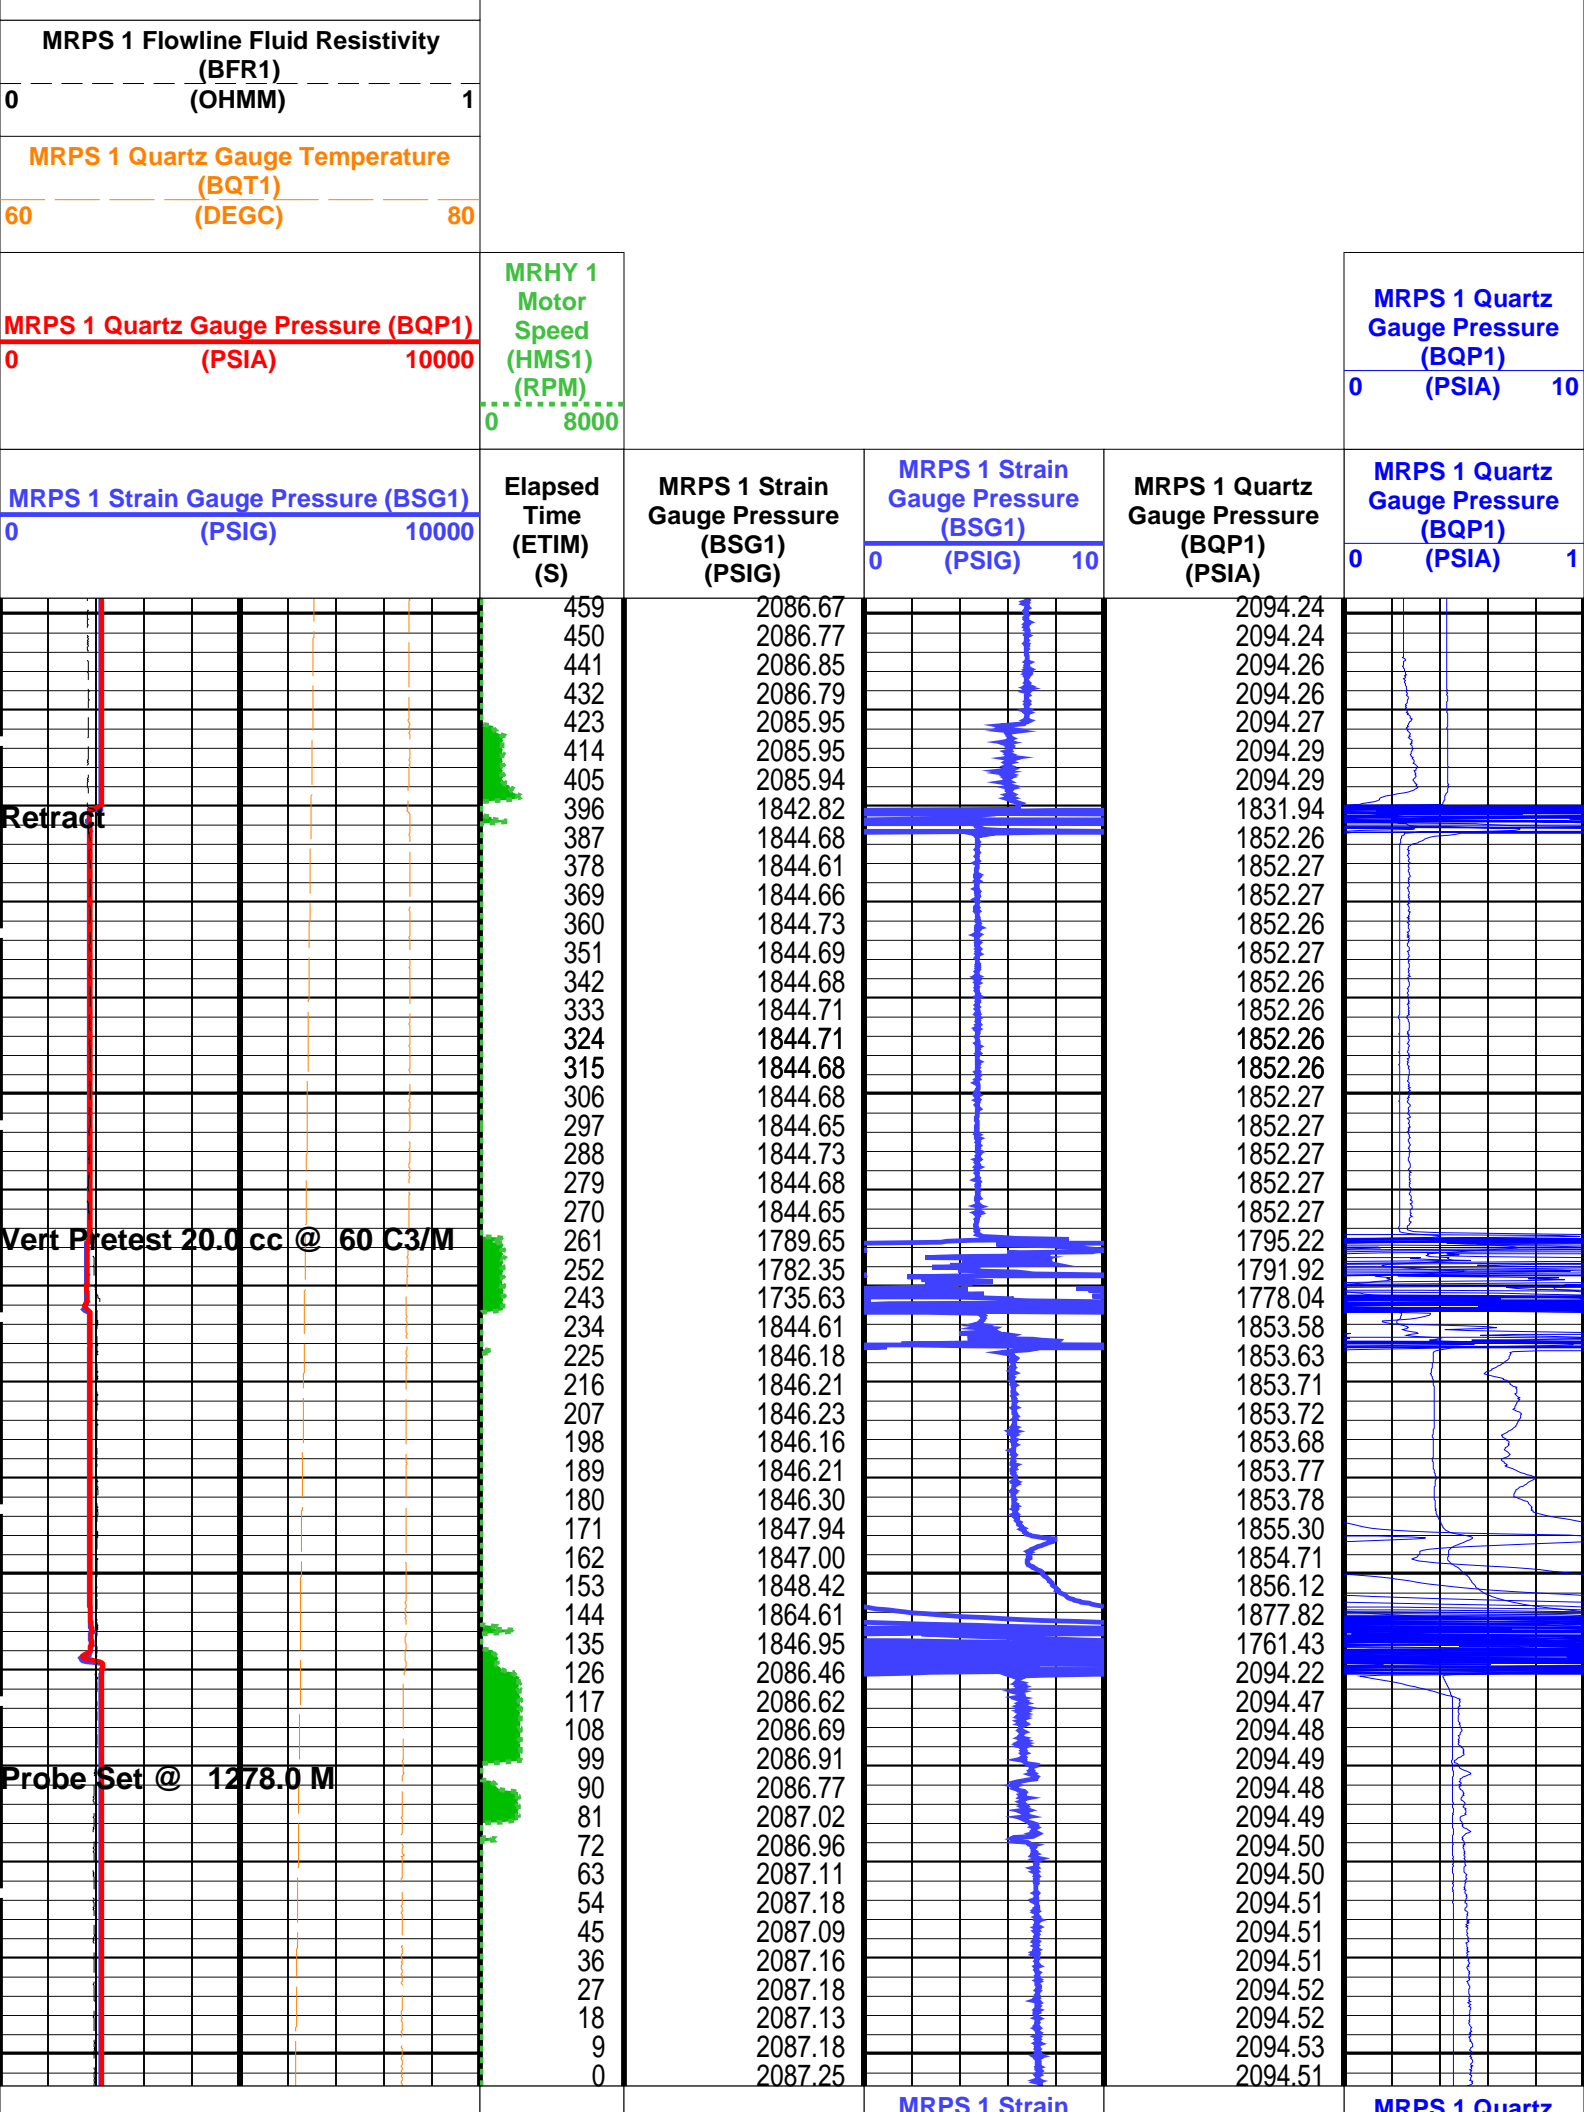 MRPS 1 Flowline Fluid Resistivity
(BFR1)
0 (OHMM) 1
MRPS 1 Quartz Gauge Temperature
(BQT1)
60 (DEGC) 80
MRPS 1 Quartz Gauge Pressure (BQP1)
0 (PSIA) 10000
MRHY 1
Motor
Speed
(HMS1)
(RPM)
0 8000
MRPS 1 Quartz
Gauge Pressure
(BQP1)
0 (PSIA) 10
MRPS 1 Strain Gauge Pressure (BSG1)
0 (PSIG) 10000
Elapsed
Time
(ETIM)
(S)
MRPS 1 Strain
Gauge Pressure
(BSG1)
(PSIG)
MRPS 1 Strain
Gauge Pressure
(BSG1)
0 (PSIG) 10
MRPS 1 Quartz
Gauge Pressure
(BQP1)
(PSIA)
MRPS 1 Quartz
Gauge Pressure
(BQP1)
0 (PSIA) 1
459 2086.67 2094.24
450 2086.77 2094.24
441 2086.85 2094.26
432 2086.79 2094.26
423 2085.95 2094.27
414 2085.95 2094.29
405 2085.94 2094.29
396 1842.82 1831.94
Retract
387 1844.68 1852.26
378 1844.61 1852.27
369 1844.66 1852.27
360 1844.73 1852.26
351 1844.69 1852.27
342 1844.68 1852.26
333 1844.71 1852.26
324 1844.71 1852.26
315 1844.68 1852.26
306 1844.68 1852.27
297 1844.65 1852.27
288 1844.73 1852.27
279 1844.68 1852.27
270 1844.65 1852.27
Vert Pretest 20.0 cc @ 60 C3/M
261 1789.65 1795.22
252 1782.35 1791.92
243 1735.63 1778.04
234 1844.61 1853.58
225 1846.18 1853.63
216 1846.21 1853.71
207 1846.23 1853.72
198 1846.16 1853.68
189 1846.21 1853.77
180 1846.30 1853.78
171 1847.94 1855.30
162 1847.00 1854.71
153 1848.42 1856.12
144 1864.61 1877.82
135 1846.95 1761.43
126 2086.46 2094.22
117 2086.62 2094.47
108 2086.69 2094.48
99 2086.91 2094.49
Probe Set @ 1278.0 M
90 2086.77 2094.48
81 2087.02 2094.49
72 2086.96 2094.50
63 2087.11 2094.50
54 2087.18 2094.51
45 2087.09 2094.51
36 2087.16 2094.51
27 2087.18 2094.52
18 2087.13 2094.52
9 2087.18 2094.53
0 2087.25 2094.51
MRPS 1 Strain
MRPS 1 Quartz